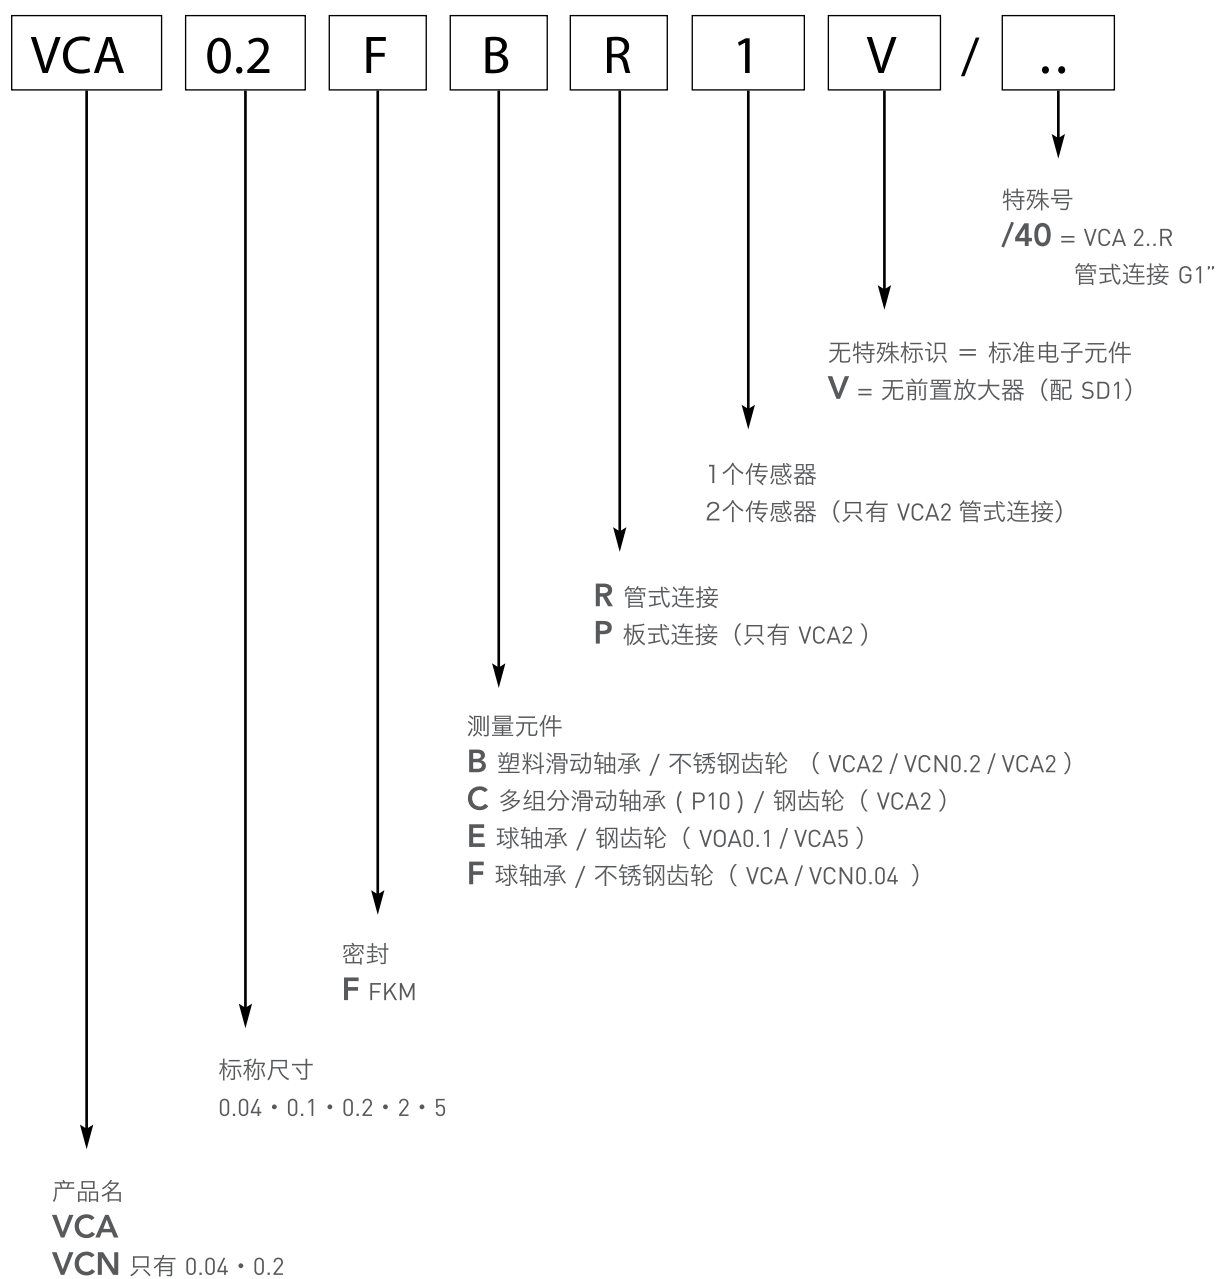 VCA 0.2 F B R 1 V / ..
特殊号
/40 = VCA 2..R
管式连接 G1”
无特殊标识 = 标准电子元件
V = 无前置放大器（配 SD1）
1个传感器
2个传感器（只有 VCA2 管式连接）
R 管式连接
P 板式连接（只有 VCA2 ）
测量元件
B 塑料滑动轴承 / 不锈钢齿轮 （ VCA2 / VCN0.2 / VCA2 ）
C 多组分滑动轴承 ( P10 ) / 钢齿轮（ VCA2 ）
E 球轴承 / 钢齿轮（ VOA0.1 / VCA5 ）
F 球轴承 / 不锈钢齿轮（ VCA / VCN0.04 ）
密封
F FKM
标称尺寸
0.04・0.1・0.2・2・5
产品名
VCA
VCN 只有 0.04・0.2